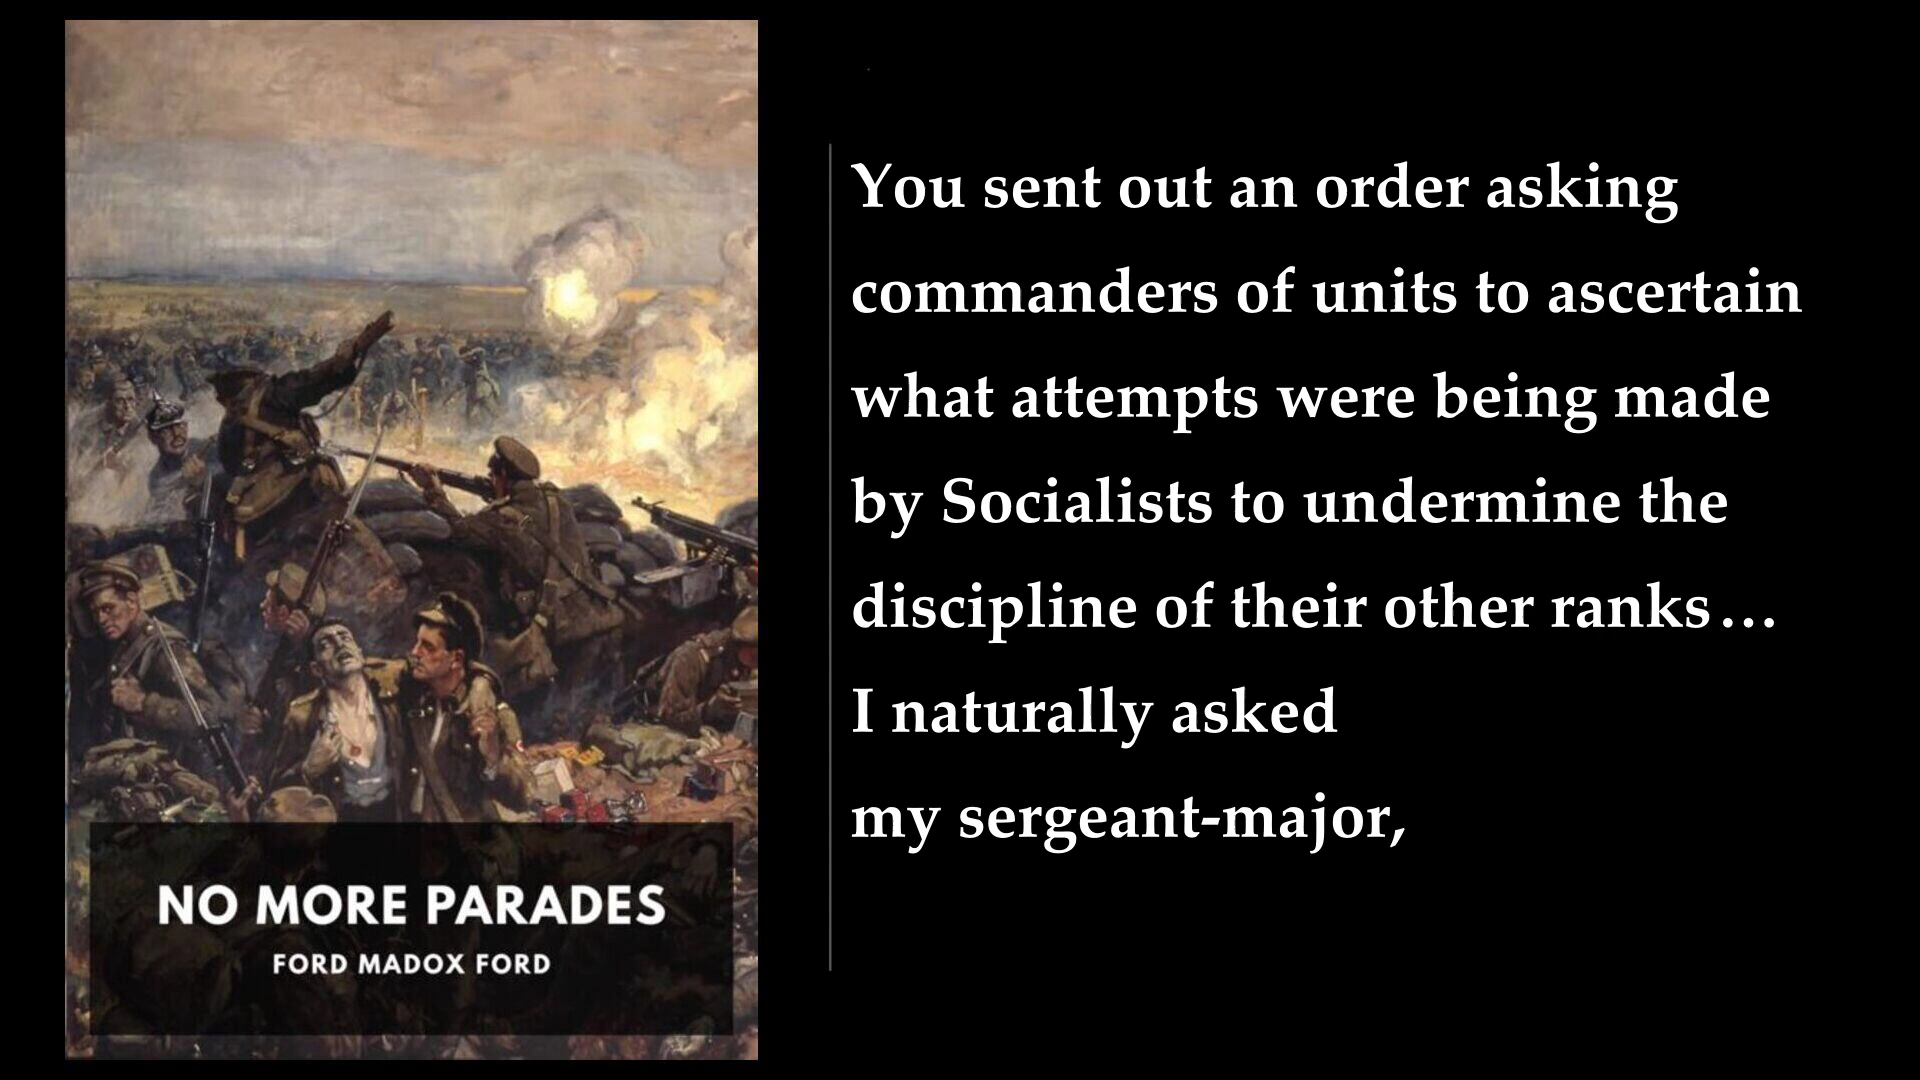 NO MORE PARADES
FORD MADOX FORD
You sent out an order asking
commanders of units to ascertain
what attempts were being made
by Socialists to undermine the
discipline of their other ranks…
I naturally asked
my sergeant-major,